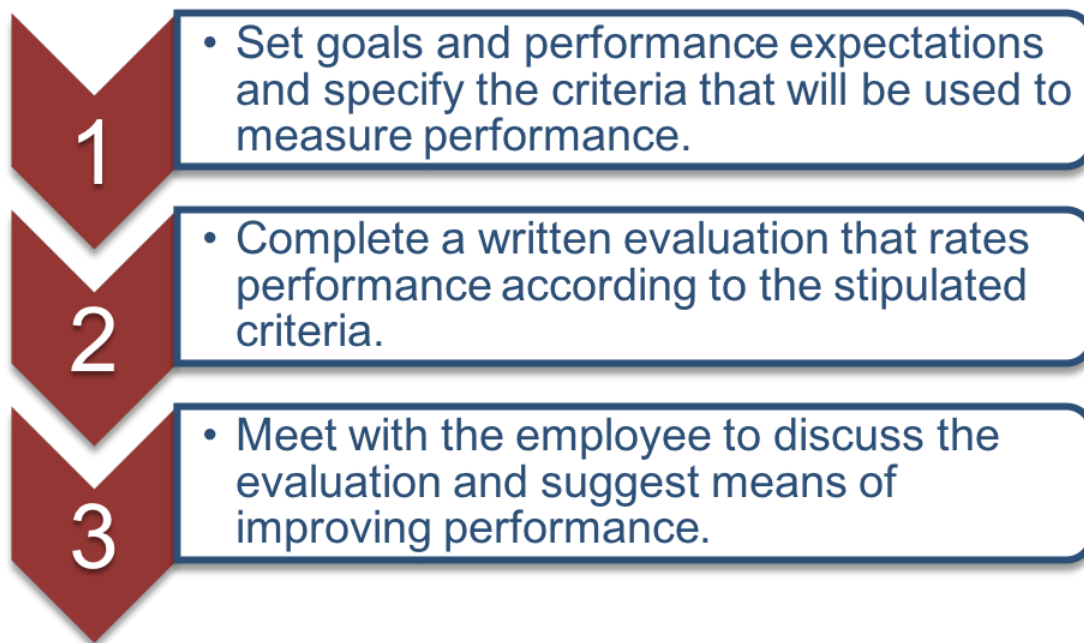 1
• Set goals and performance expectations
and specify the criteria that will be used to
measure performance.
2
• Complete a written evaluation that rates
performance according to the stipulated
criteria.
3
• Meet with the employee to discuss the
evaluation and suggest means of
improving performance.